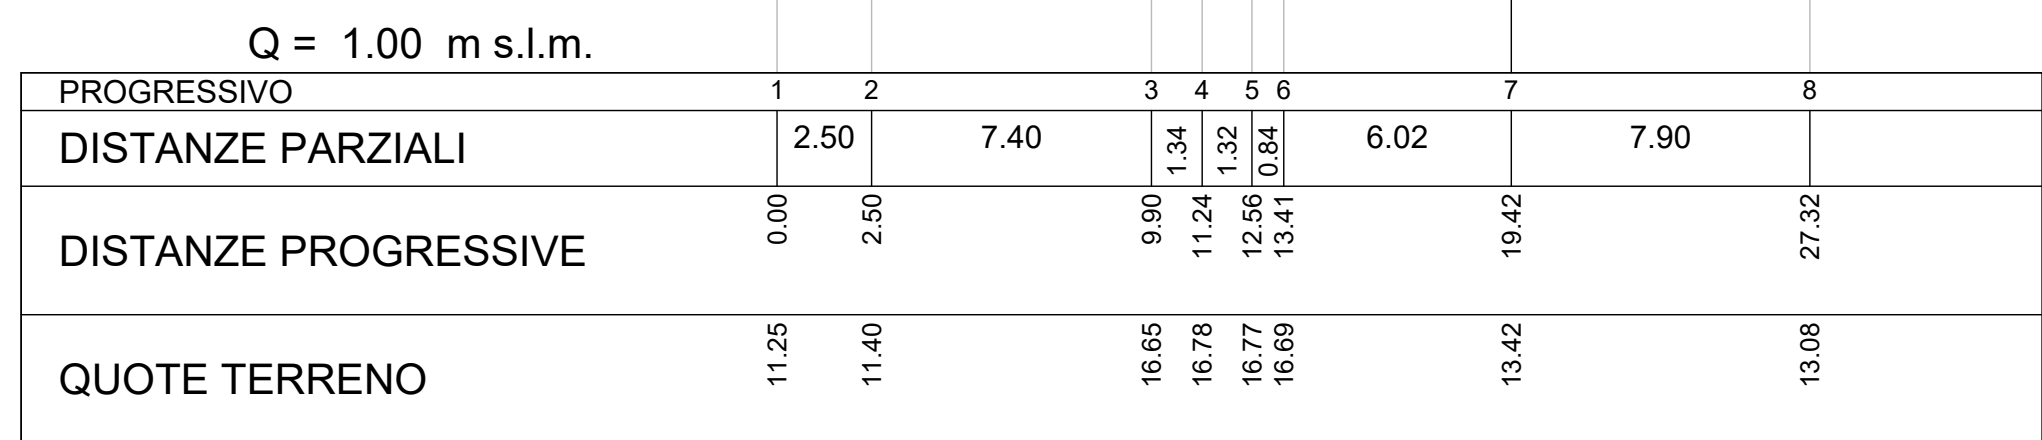 Q = 1.00 m s.l.m.
PROGRESSIVO 1 2 3 4 5 6 7 8
DISTANZE PARZIALI 2.50 7.40 1.34 1.32 0.84 6.02 7.90
DISTANZE PROGRESSIVE 0.00 2.50 9.90 11.24 12.56 13.41 19.42 27.32
QUOTE TERRENO 11.25 11.40 16.65 16.78 16.77 16.69 13.42 13.08